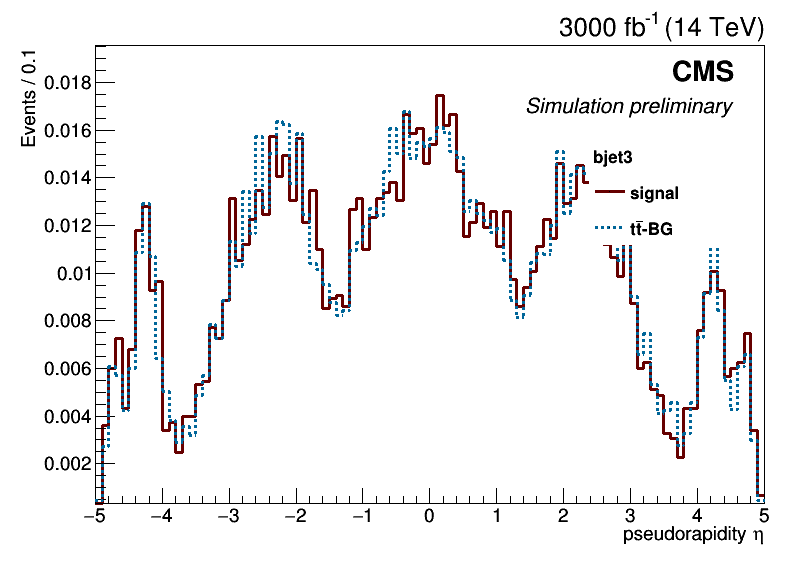 3000 fb⁻¹ (14 TeV)
Events / 0.1
CMS
Simulation preliminary
bjet3
signal
tt̄-BG
0.018
0.016
0.014
0.012
0.01
0.008
0.006
0.004
0.002
−5 −4 −3 −2 −1 0 1 2 3 4 5
pseudorapidity η